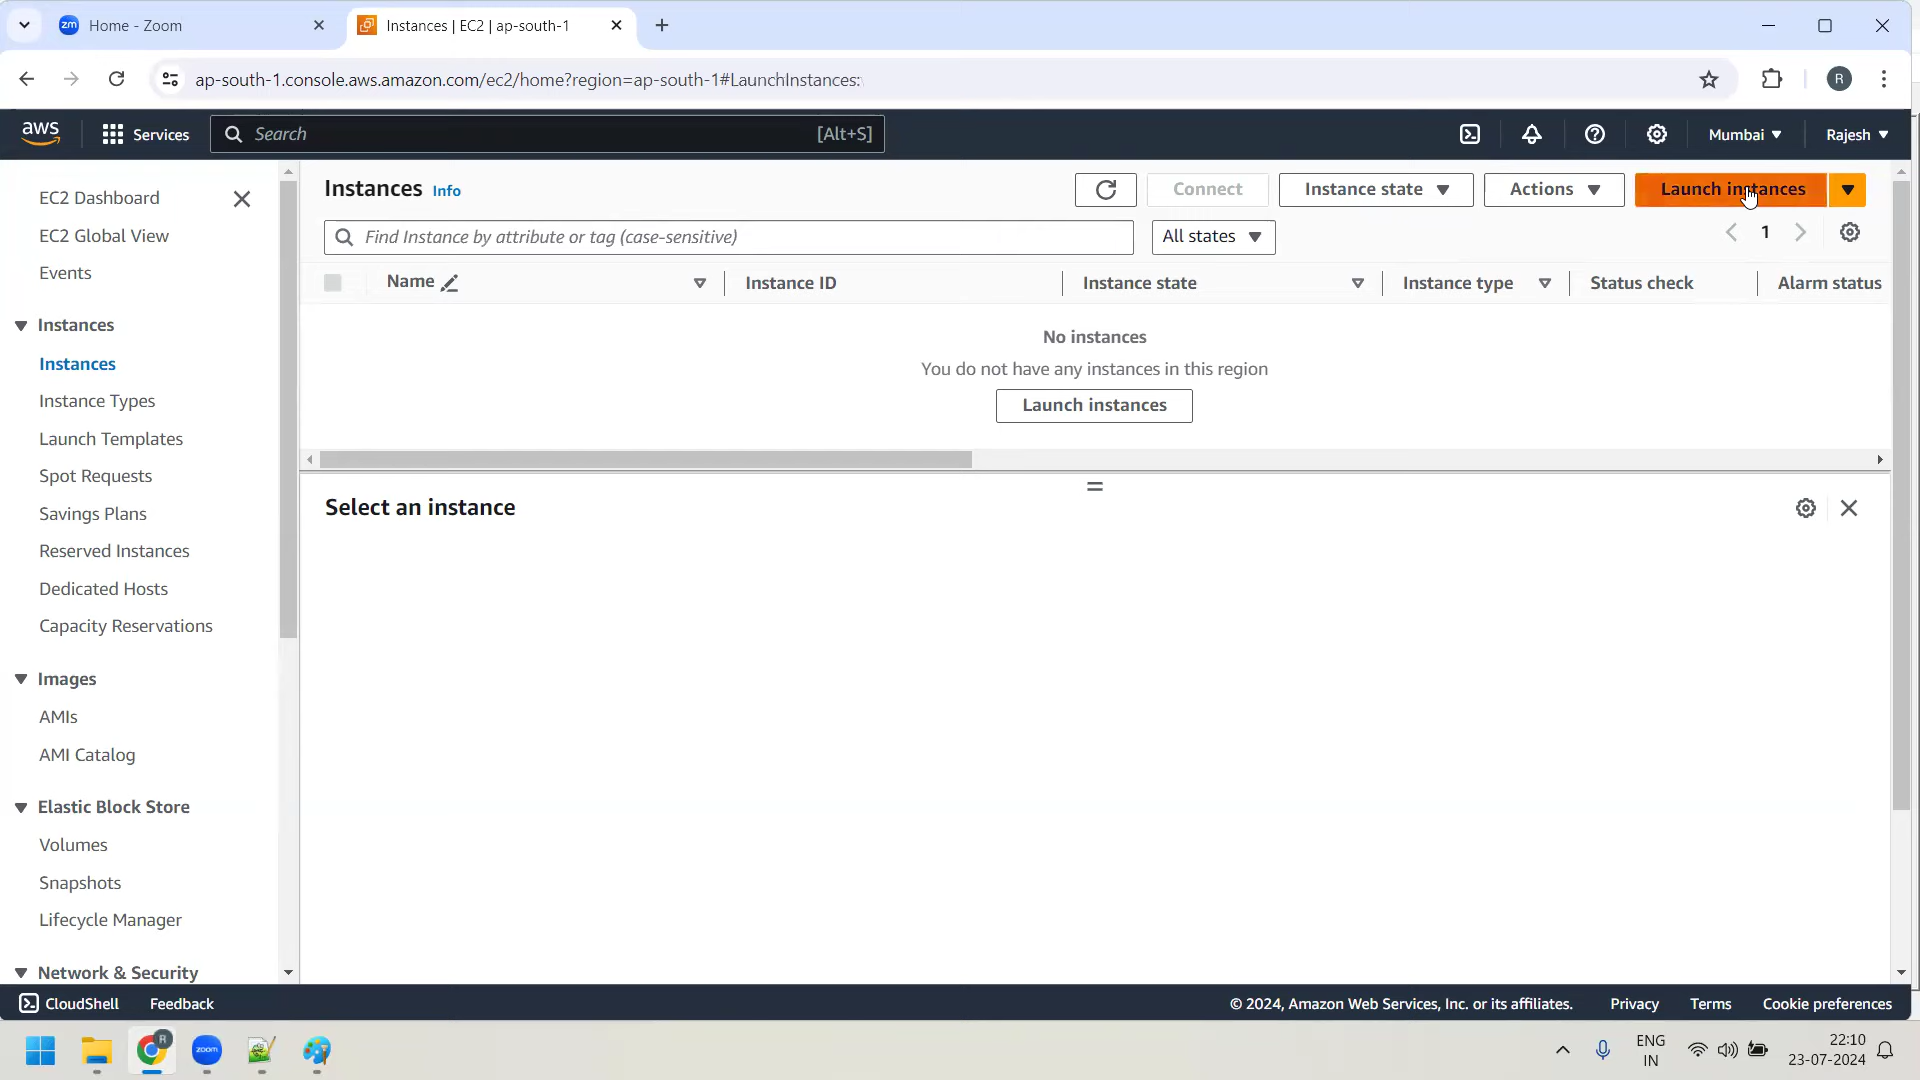 zm Home - Zoom
Instances | EC2 | ap-south-1
ap-south-1.console.aws.amazon.com/ec2/home?region=ap-south-1#LaunchInstances:
R
aws
Services
Search
[Alt+S]
Mumbai
Rajesh
EC2 Dashboard
EC2 Global View
Events
Instances
Instances
Instance Types
Launch Templates
Spot Requests
Savings Plans
Reserved Instances
Dedicated Hosts
Capacity Reservations
Images
AMIs
AMI Catalog
Elastic Block Store
Volumes
Snapshots
Lifecycle Manager
Network & Security
Instances Info
Connect
Instance state
Actions
Launch instances
Find Instance by attribute or tag (case-sensitive)
All states
1
Name
Instance ID
Instance state
Instance type
Status check
Alarm status
No instances
You do not have any instances in this region
Launch instances
Select an instance
CloudShell
Feedback
© 2024, Amazon Web Services, Inc. or its affiliates.
Privacy
Terms
Cookie preferences
R
zoom
ENG
IN
22:10
23-07-2024